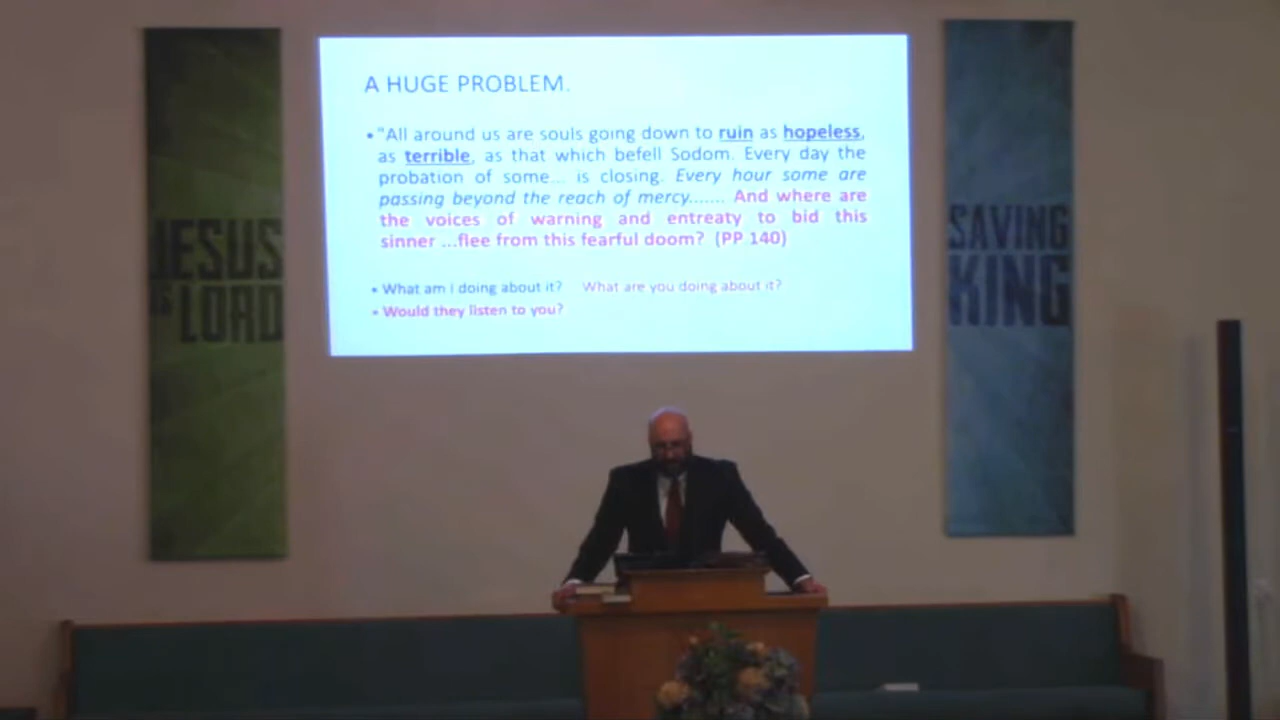 A HUGE PROBLEM.
• "All around us are souls going down to ruin as hopeless,
as terrible, as that which befell Sodom. Every day the
probation of some... is closing. Every hour some are
passing beyond the reach of mercy....... And where are
the voices of warning and entreaty to bid this
sinner ...flee from this fearful doom? (PP 140)
• What am I doing about it? What are you doing about it?
• Would they listen to you?
JESUS
IS LORD
SAVING
KING